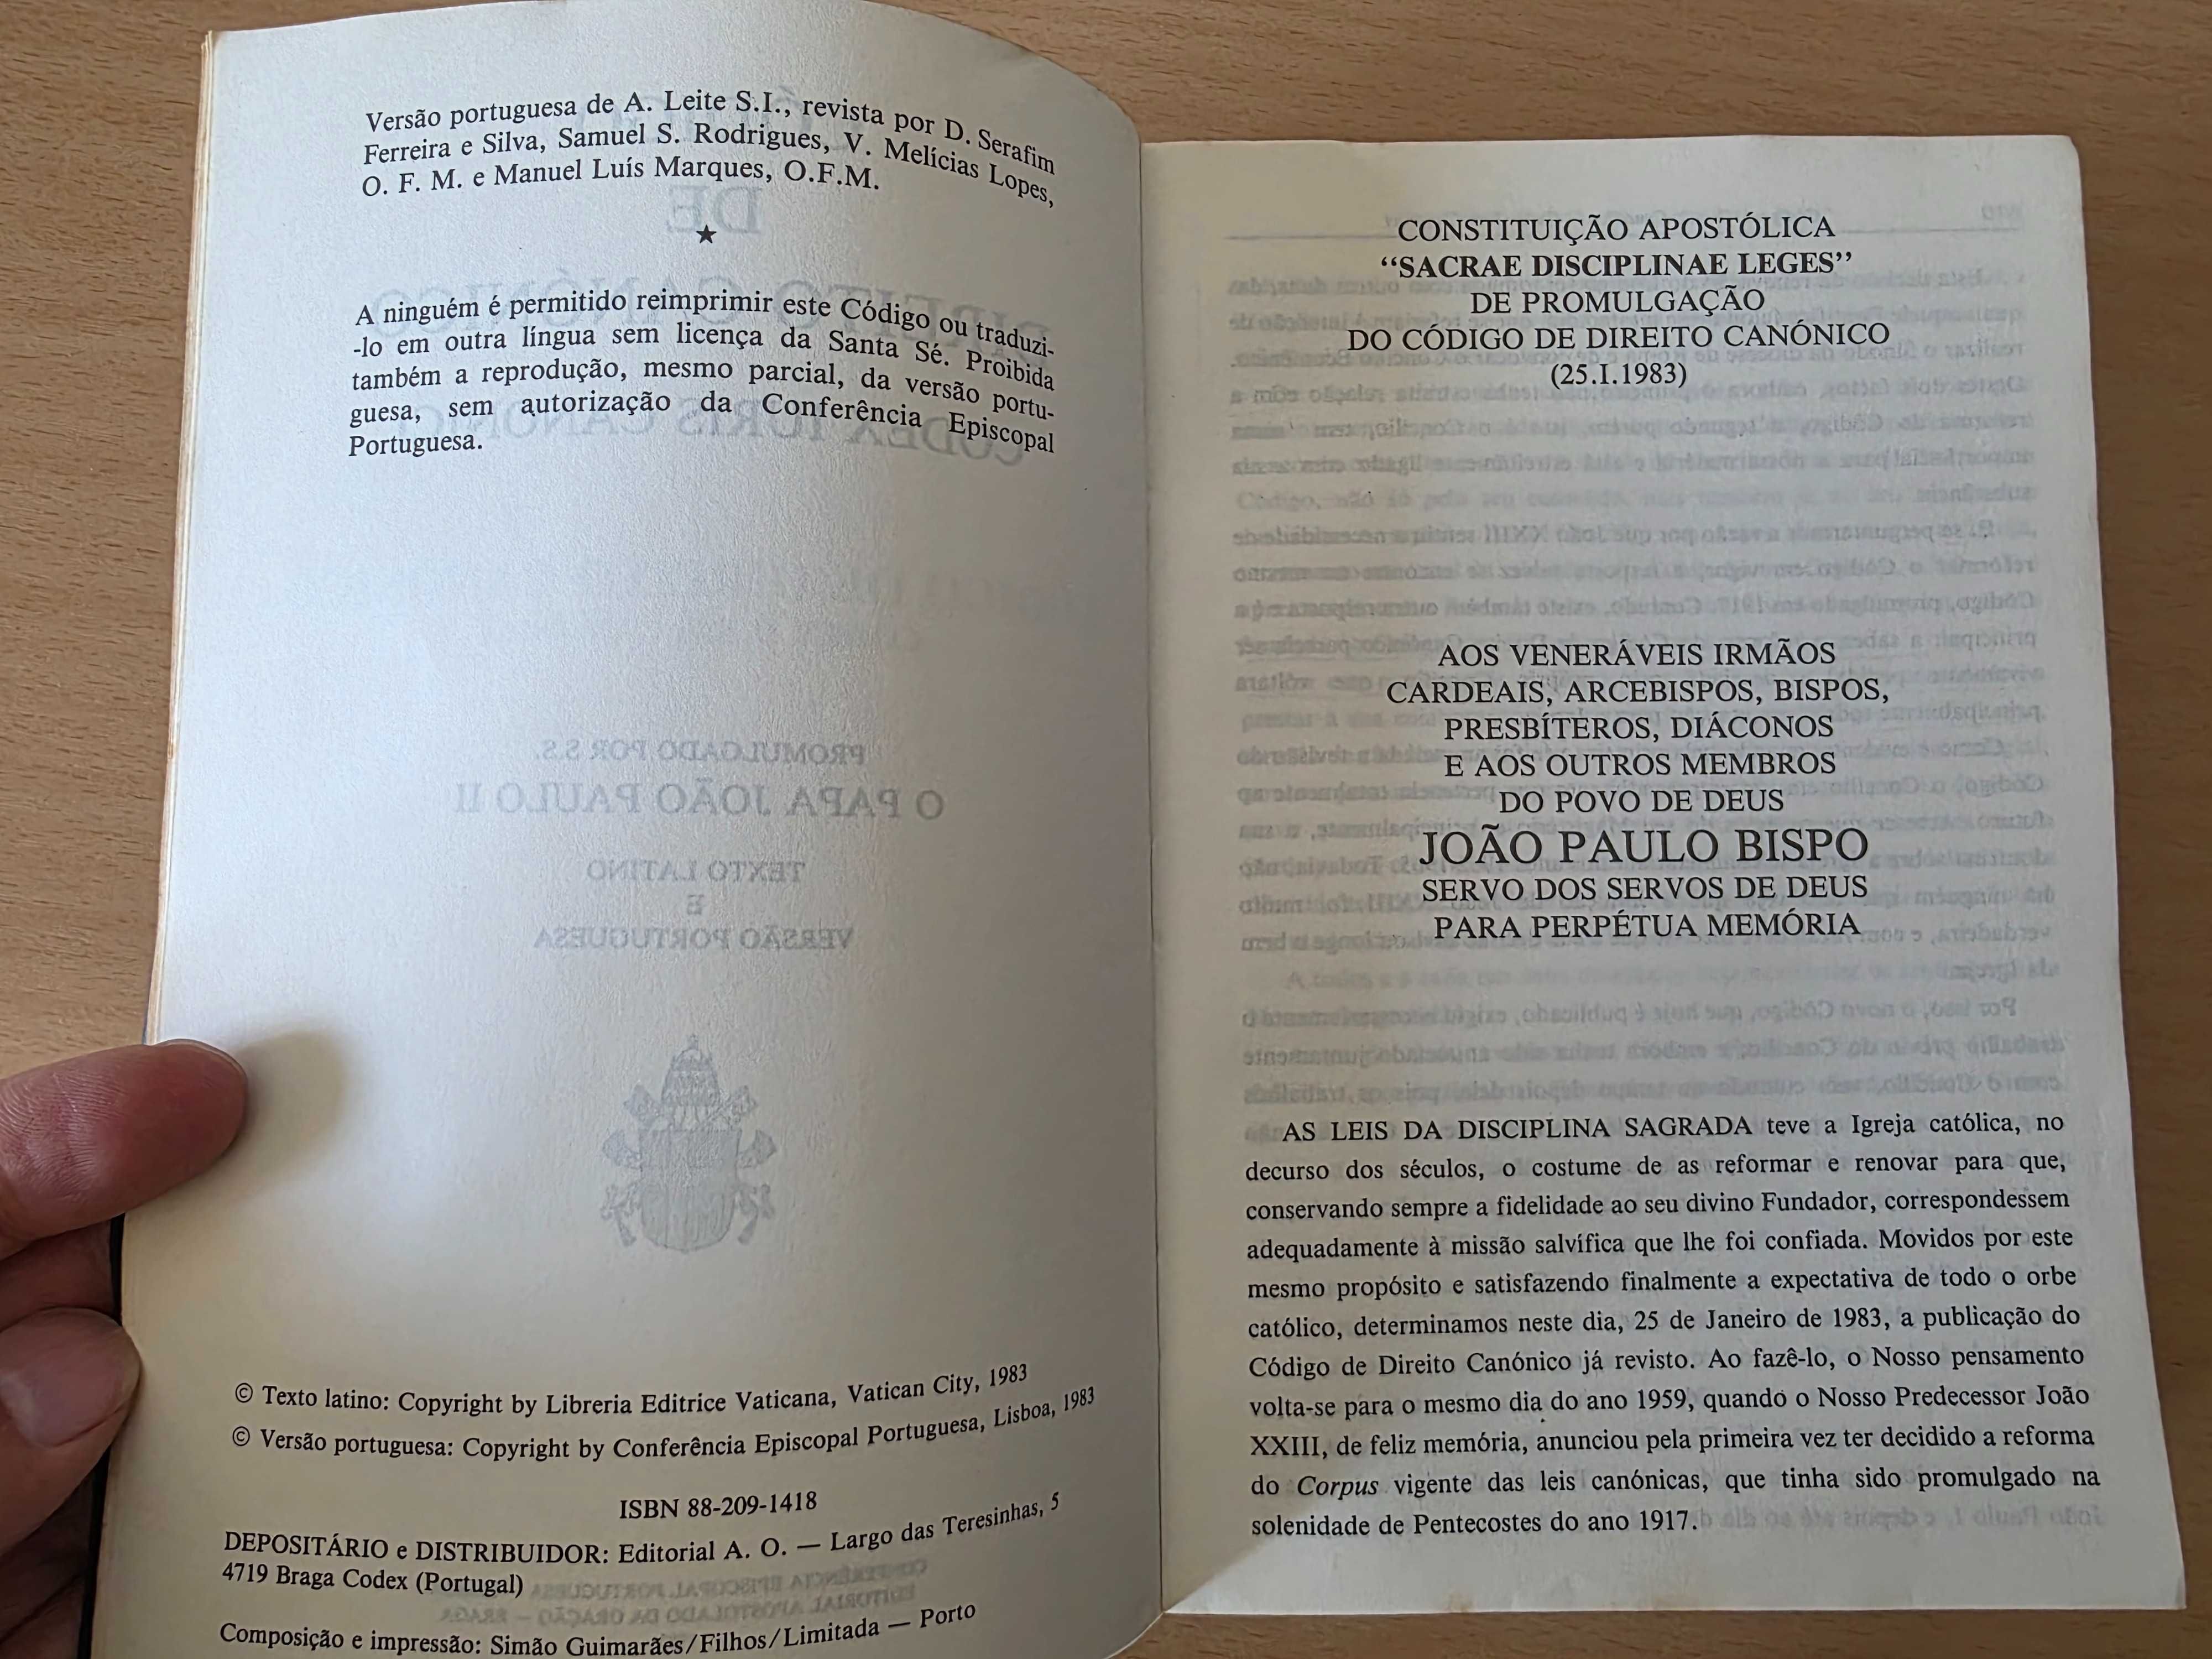 Versão portuguesa de A. Leite S.I., revista por D. Serafim
Ferreira e Silva, Samuel S. Rodrigues, V. Melícias Lopes,
O. F. M. e Manuel Luís Marques, O.F.M.
★
A ninguém é permitido reimprimir este Código ou traduzi-
-lo em outra língua sem licença da Santa Sé. Proibida
também a reprodução, mesmo parcial, da versão portu-
guesa, sem autorização da Conferência Episcopal
Portuguesa.
© Texto latino: Copyright by Libreria Editrice Vaticana, Vatican City, 1983
© Versão portuguesa: Copyright by Conferência Episcopal Portuguesa, Lisboa, 1983
ISBN 88-209-1418
DEPOSITÁRIO e DISTRIBUIDOR: Editorial A. O. — Largo das Teresinhas, 5
4719 Braga Codex (Portugal)
Composição e impressão: Simão Guimarães/Filhos/Limitada — Porto
CONSTITUIÇÃO APOSTÓLICA
“SACRAE DISCIPLINAE LEGES”
DE PROMULGAÇÃO
DO CÓDIGO DE DIREITO CANÓNICO
(25.I.1983)
AOS VENERÁVEIS IRMÃOS
CARDEAIS, ARCEBISPOS, BISPOS,
PRESBÍTEROS, DIÁCONOS
E AOS OUTROS MEMBROS
DO POVO DE DEUS
JOÃO PAULO BISPO
SERVO DOS SERVOS DE DEUS
PARA PERPÉTUA MEMÓRIA
AS LEIS DA DISCIPLINA SAGRADA teve a Igreja católica, no
decurso dos séculos, o costume de as reformar e renovar para que,
conservando sempre a fidelidade ao seu divino Fundador, correspondessem
adequadamente à missão salvífica que lhe foi confiada. Movidos por este
mesmo propósito e satisfazendo finalmente a expectativa de todo o orbe
católico, determinamos neste dia, 25 de Janeiro de 1983, a publicação do
Código de Direito Canónico já revisto. Ao fazê-lo, o Nosso pensamento
volta-se para o mesmo dia do ano 1959, quando o Nosso Predecessor João
XXIII, de feliz memória, anunciou pela primeira vez ter decidido a reforma
do Corpus vigente das leis canónicas, que tinha sido promulgado na
solenidade de Pentecostes do ano 1917.